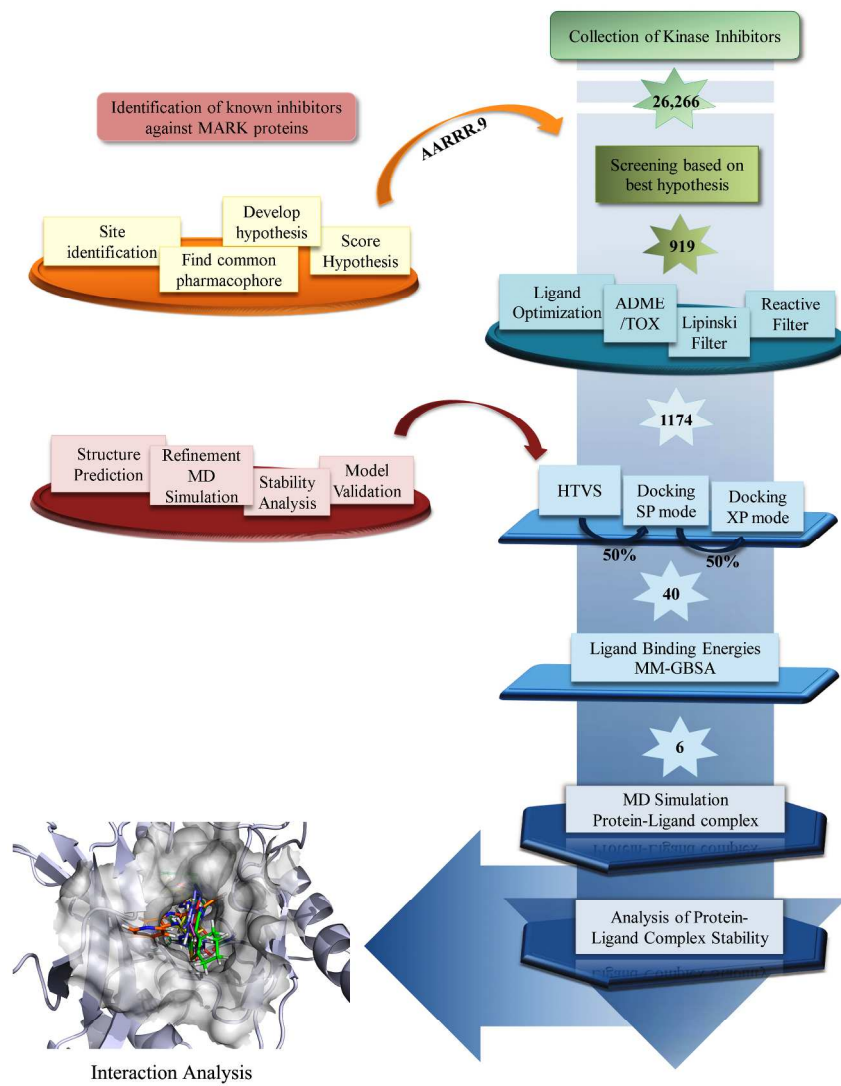 Collection of Kinase Inhibitors
26,266
Identification of known inhibitors
against MARK proteins
AARRR.9
Screening based on
best hypothesis
Site
identification
Develop
hypothesis
Find common
pharmacophore
Score
Hypothesis
919
Ligand
Optimization
ADME
/TOX
Lipinski
Filter
Reactive
Filter
1174
Structure
Prediction
Refinement
MD
Simulation
Stability
Analysis
Model
Validation
HTVS
Docking
SP mode
Docking
XP mode
50%
50%
40
Ligand Binding Energies
MM-GBSA
6
MD Simulation
Protein-Ligand complex
Analysis of Protein-
Ligand Complex Stability
Interaction Analysis